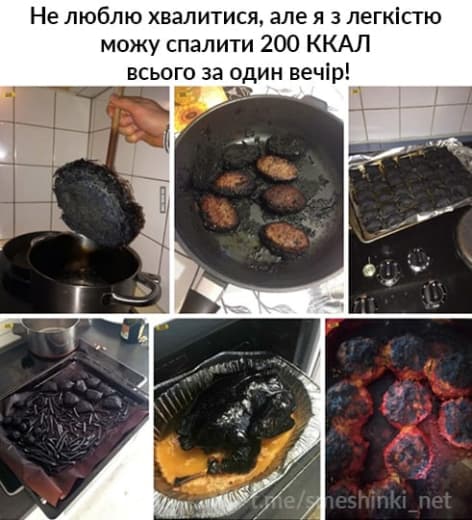 Не люблю хвалитися, але я з легкістю
можу спалити 200 ККАЛ
всього за один вечір!
t.me/smeshinki_net